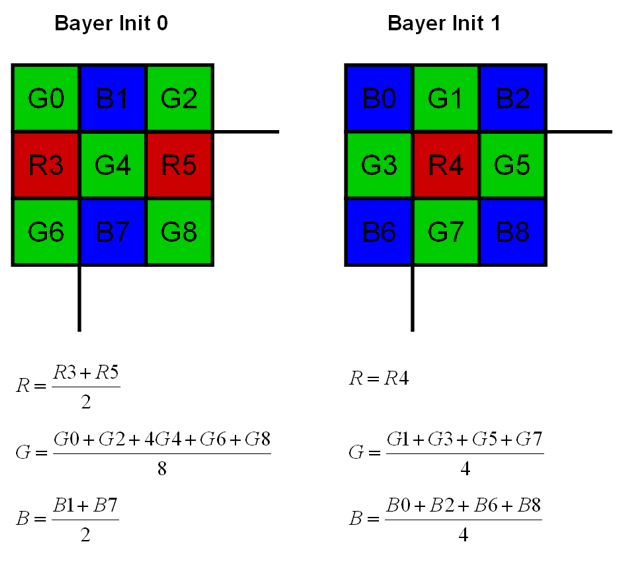 Bayer Init 0
G0 B1 G2
R3 G4 R5
G6 B7 G8
R = (R3 + R5) / 2
G = (G0 + G2 + 4G4 + G6 + G8) / 8
B = (B1 + B7) / 2
Bayer Init 1
B0 G1 B2
G3 R4 G5
B6 G7 B8
R = R4
G = (G1 + G3 + G5 + G7) / 4
B = (B0 + B2 + B6 + B8) / 4